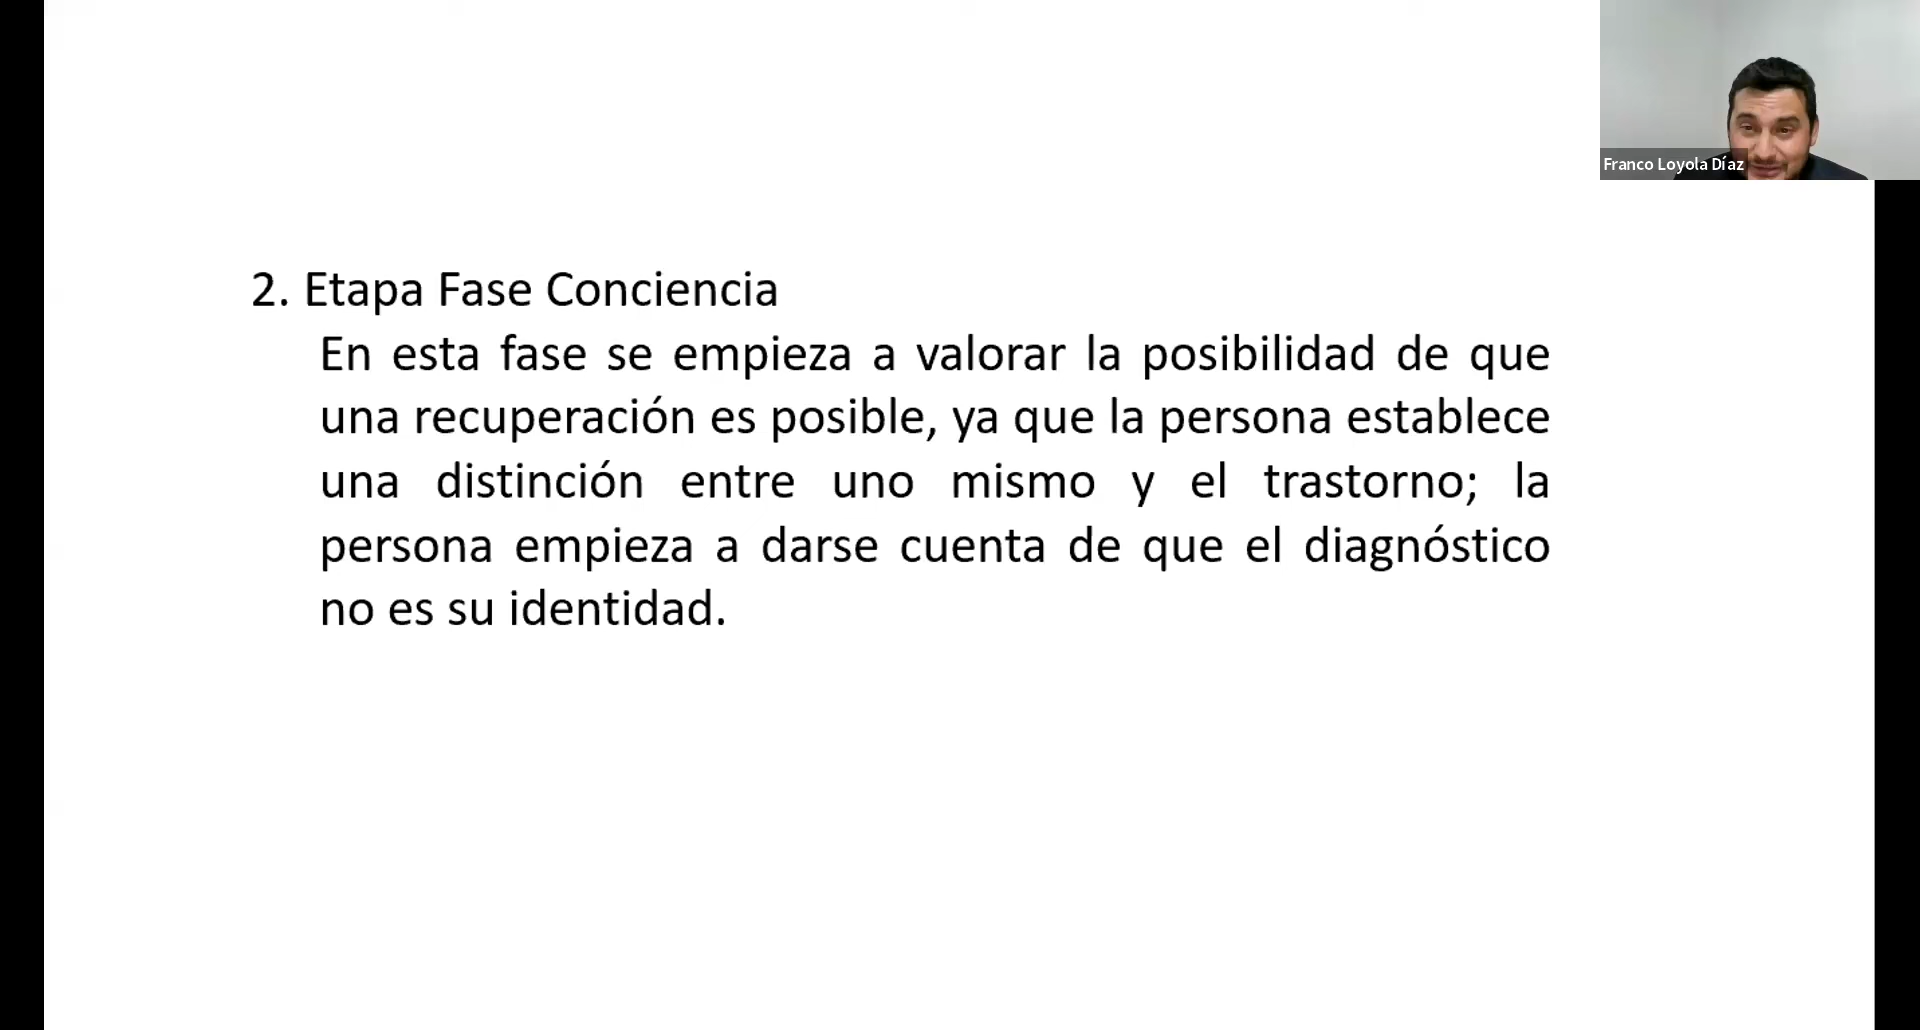 Franco Loyola Díaz
2. Etapa Fase Conciencia
En esta fase se empieza a valorar la posibilidad de que
una recuperación es posible, ya que la persona establece
una distinción entre uno mismo y el trastorno; la
persona empieza a darse cuenta de que el diagnóstico
no es su identidad.